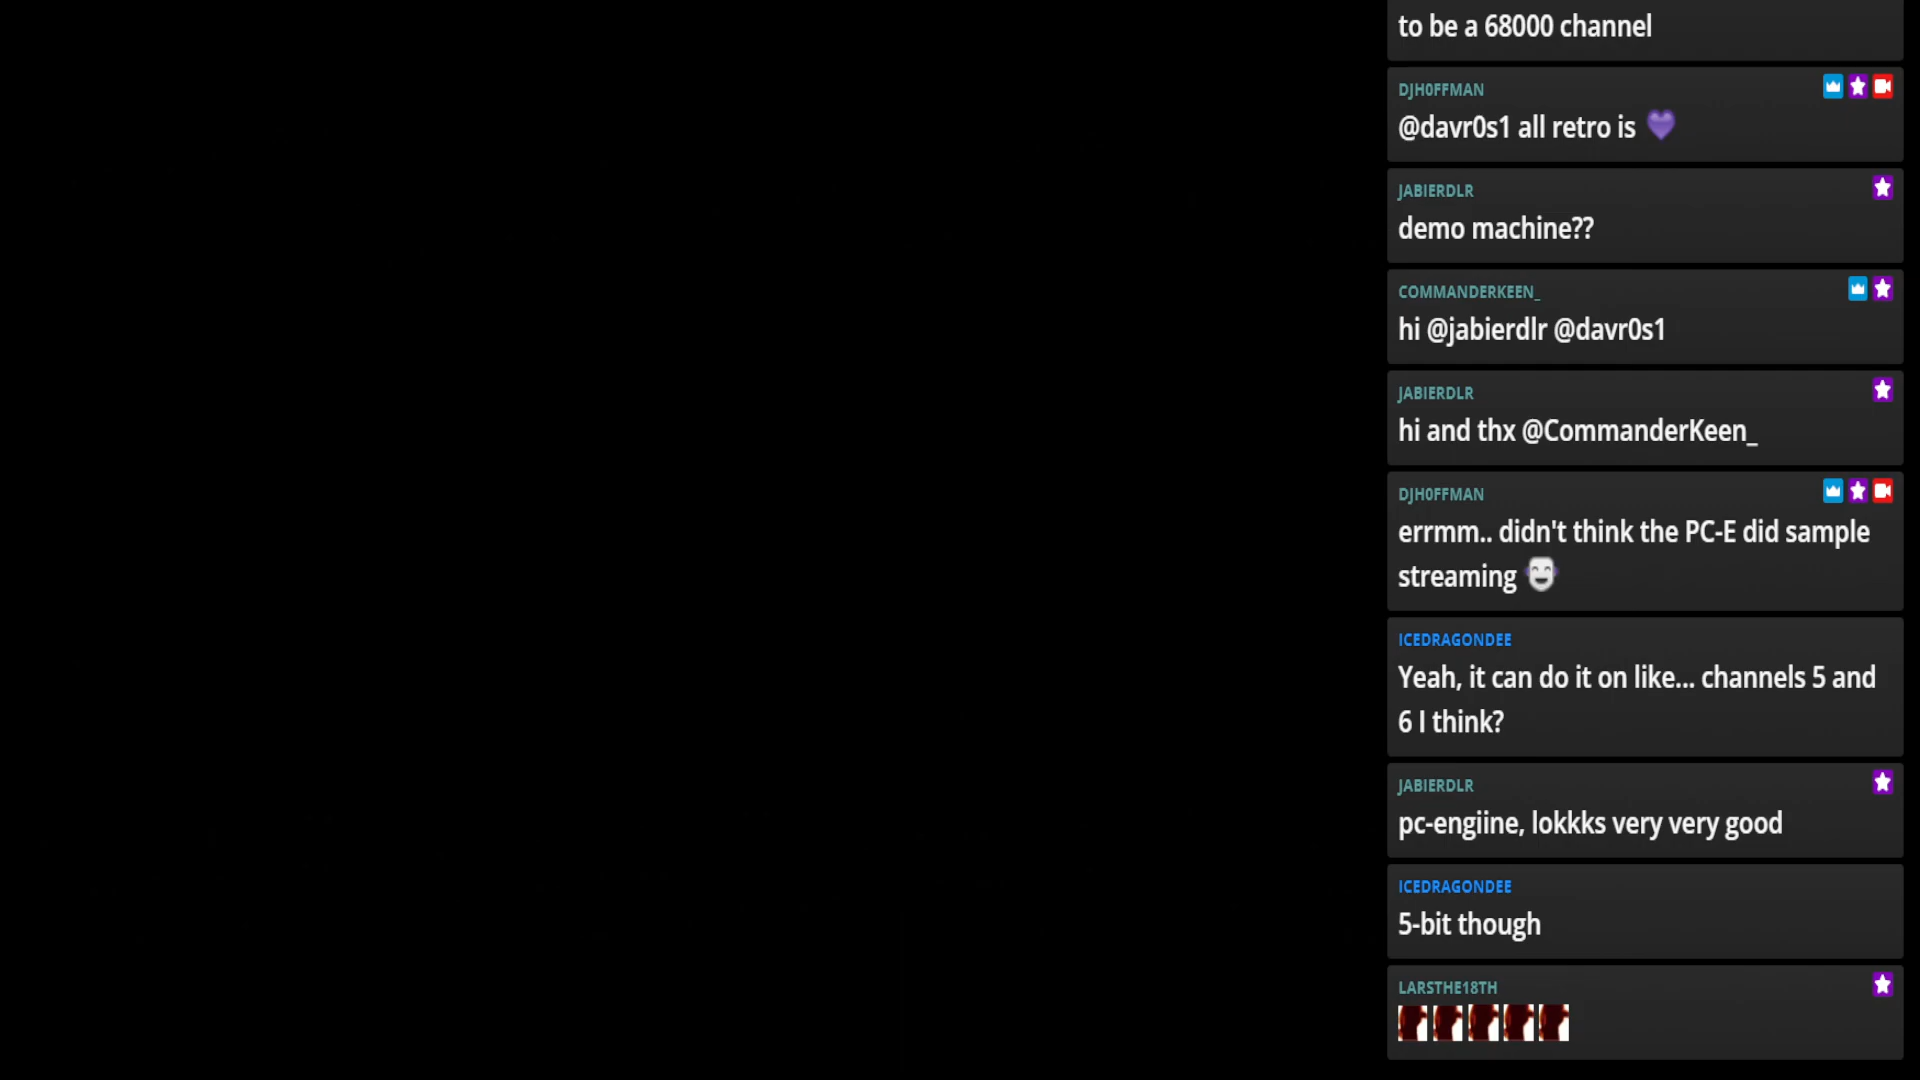 to be a 68000 channel
DJH0FFMAN
@davr0s1 all retro is
JABIERDLR
demo machine??
COMMANDERKEEN_
hi @jabierdlr @davr0s1
JABIERDLR
hi and thx @CommanderKeen_
DJH0FFMAN
errmm.. didn't think the PC-E did sample
streaming
ICEDRAGONDEE
Yeah, it can do it on like... channels 5 and
6 I think?
JABIERDLR
pc-engiine, lokkks very very good
ICEDRAGONDEE
5-bit though
LARSTHE18TH